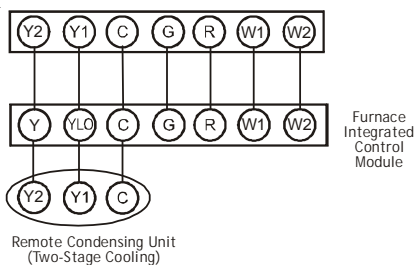 Y2 Y1 C G R W1 W2
Y YLO C G R W1 W2
Furnace
Integrated
Control
Module
Y2 Y1 C
Remote Condensing Unit
(Two-Stage Cooling)